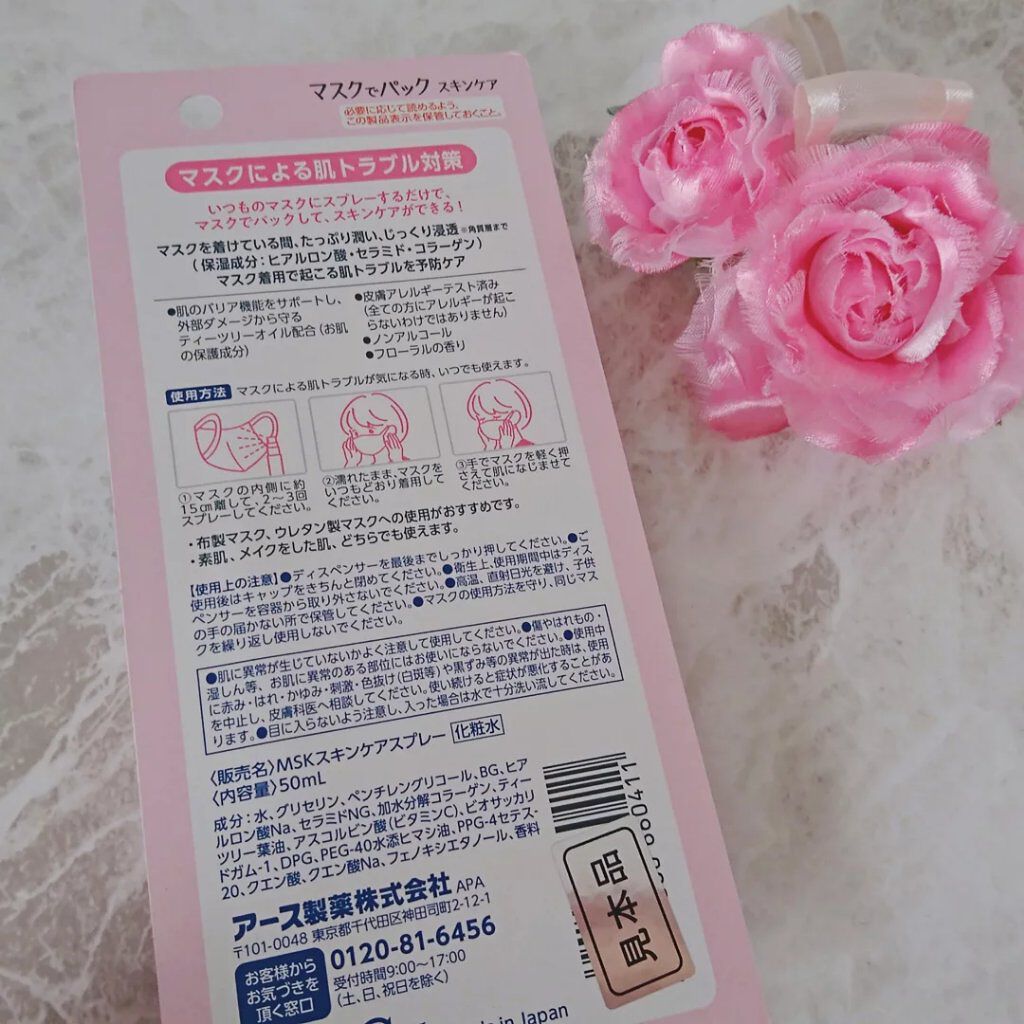 マスクでパック スキンケア
必要に応じて読めるよう、
この製品表示を保管しておくこと。
マスクによる肌トラブル対策
いつものマスクにスプレーするだけで、
マスクでパックして、スキンケアができる！
マスクを着けている間、たっぷり潤い、じっくり浸透※角質層まで
(保湿成分：ヒアルロン酸・セラミド・コラーゲン)
マスク着用で起こる肌トラブルを予防ケア
●肌のバリア機能をサポートし、
外部ダメージから守る
ティーツリーオイル配合(お肌
の保護成分)
●皮膚アレルギーテスト済み
(全ての方にアレルギーが起こ
らないわけではありません)
●ノンアルコール
●フローラルの香り
使用方法 マスクによる肌トラブルが気になる時、いつでも使えます。
①マスクの内側に約
15cm離して、2～3回
スプレーしてください。
②濡れたまま、マスクを
いつもどおり着用して
ください。
③手でマスクを軽く押
さえて肌になじませて
ください。
・布製マスク、ウレタン製マスクへの使用がおすすめです。
・素肌、メイクをした肌、どちらでも使えます。
【使用上の注意】●ディスペンサーを最後までしっかり押してください。●ご
使用後はキャップをきちんと閉めてください。●衛生上、使用期間中はディス
ペンサーを容器から取り外さないでください。●高温、直射日光を避け、子供
の手の届かない所で保管してください。●マスクの使用方法を守り、同じマス
クを繰り返し使用しないでください。
●肌に異常が生じていないかよく注意して使用してください。●傷やはれもの・
湿しん等、お肌に異常のある部位にはお使いにならないでください。●使用中
に赤み・はれ・かゆみ・刺激・色抜け(白斑等)や黒ずみ等の異常が出た時は、使用
を中止し、皮膚科医へ相談してください。使い続けると症状が悪化することがあ
ります。●目に入らないよう注意し、入った場合は水で十分洗い流してください。
〈販売名〉MSKスキンケアスプレー 化粧水
〈内容量〉50mL
成分：水、グリセリン、ペンチレングリコール、BG、ヒア
ルロン酸Na、セラミドNG、加水分解コラーゲン、ティー
ツリー葉油、アスコルビン酸(ビタミンC)、ビオサッカリ
ドガム-1、DPG、PEG-40水添ヒマシ油、PPG-4セテス-
20、クエン酸、クエン酸Na、フェノキシエタノール、香料
アース製薬株式会社 APA
〒101-0048 東京都千代田区神田司町2-12-1
お客様から
お気づきを
頂く窓口
0120-81-6456
受付時間9:00～17:00
(土、日、祝日を除く)
in Japan
見本品